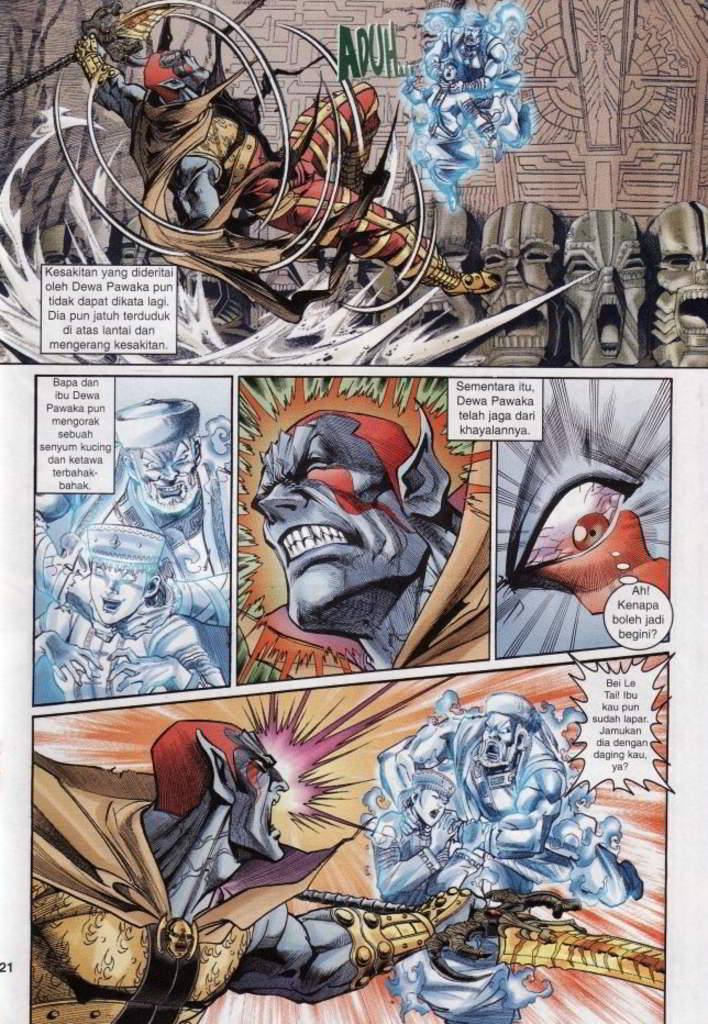 ADUH...
Kesakitan yang dideritai
oleh Dewa Pawaka pun
tidak dapat dikata lagi.
Dia pun jatuh terduduk
di atas lantai dan
mengerang kesakitan.
Bapa dan
ibu Dewa
Pawaka pun
mengorak
sebuah
senyum kucing
dan ketawa
terbahak-
bahak.
Sementara itu,
Dewa Pawaka
telah jaga dari
khayalannya.
Ah!
Kenapa
boleh jadi
begini?
Bei Le
Tai! Ibu
kau pun
sudah lapar.
Jamukan
dia dengan
daging kau,
ya?
21